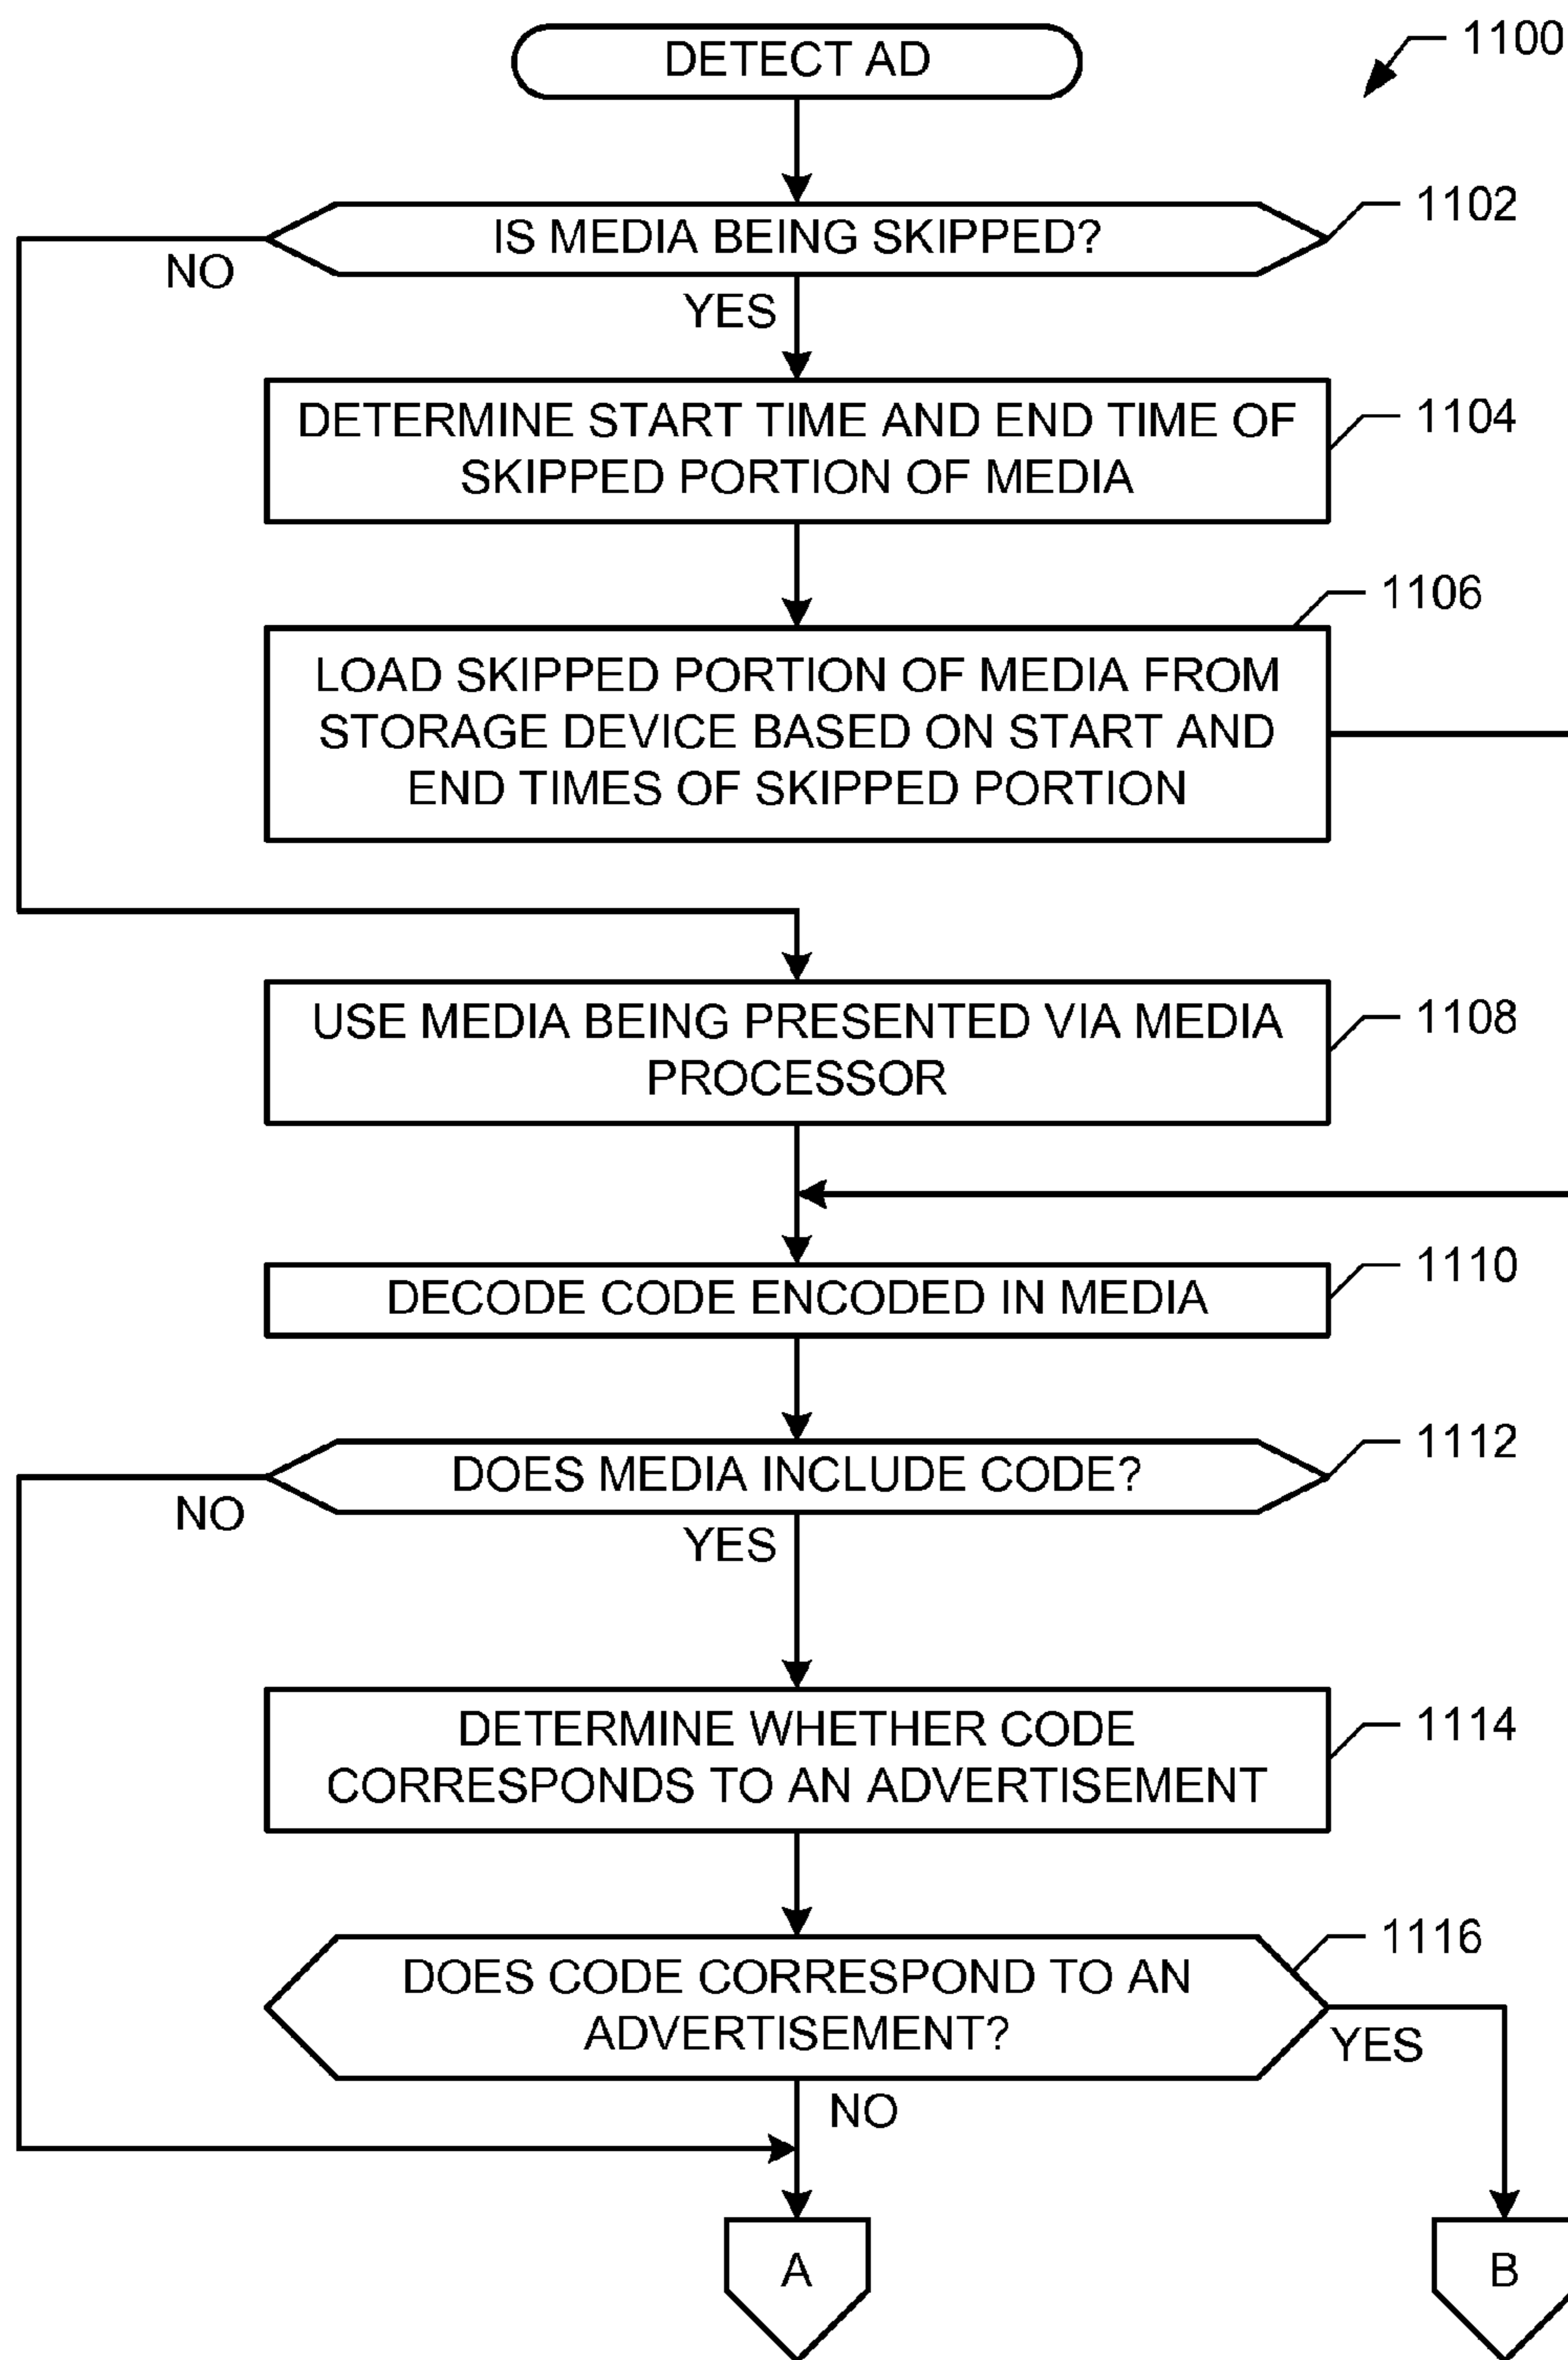 DETECT AD
1100
IS MEDIA BEING SKIPPED?
1102
NO
YES
DETERMINE START TIME AND END TIME OF
SKIPPED PORTION OF MEDIA
1104
1106
LOAD SKIPPED PORTION OF MEDIA FROM
STORAGE DEVICE BASED ON START AND
END TIMES OF SKIPPED PORTION
USE MEDIA BEING PRESENTED VIA MEDIA
PROCESSOR
1108
DECODE CODE ENCODED IN MEDIA
1110
DOES MEDIA INCLUDE CODE?
1112
NO
YES
DETERMINE WHETHER CODE
CORRESPONDS TO AN ADVERTISEMENT
1114
1116
DOES CODE CORRESPOND TO AN
ADVERTISEMENT?
YES
NO
A
B